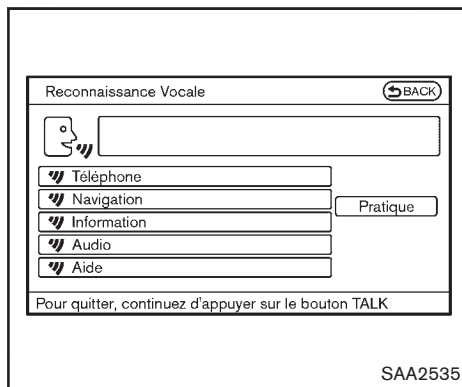 Reconnaissance Vocale
BACK
Téléphone
Navigation
Information
Audio
Aide
Pratique
Pour quitter, continuez d'appuyer sur le bouton TALK
SAA2535